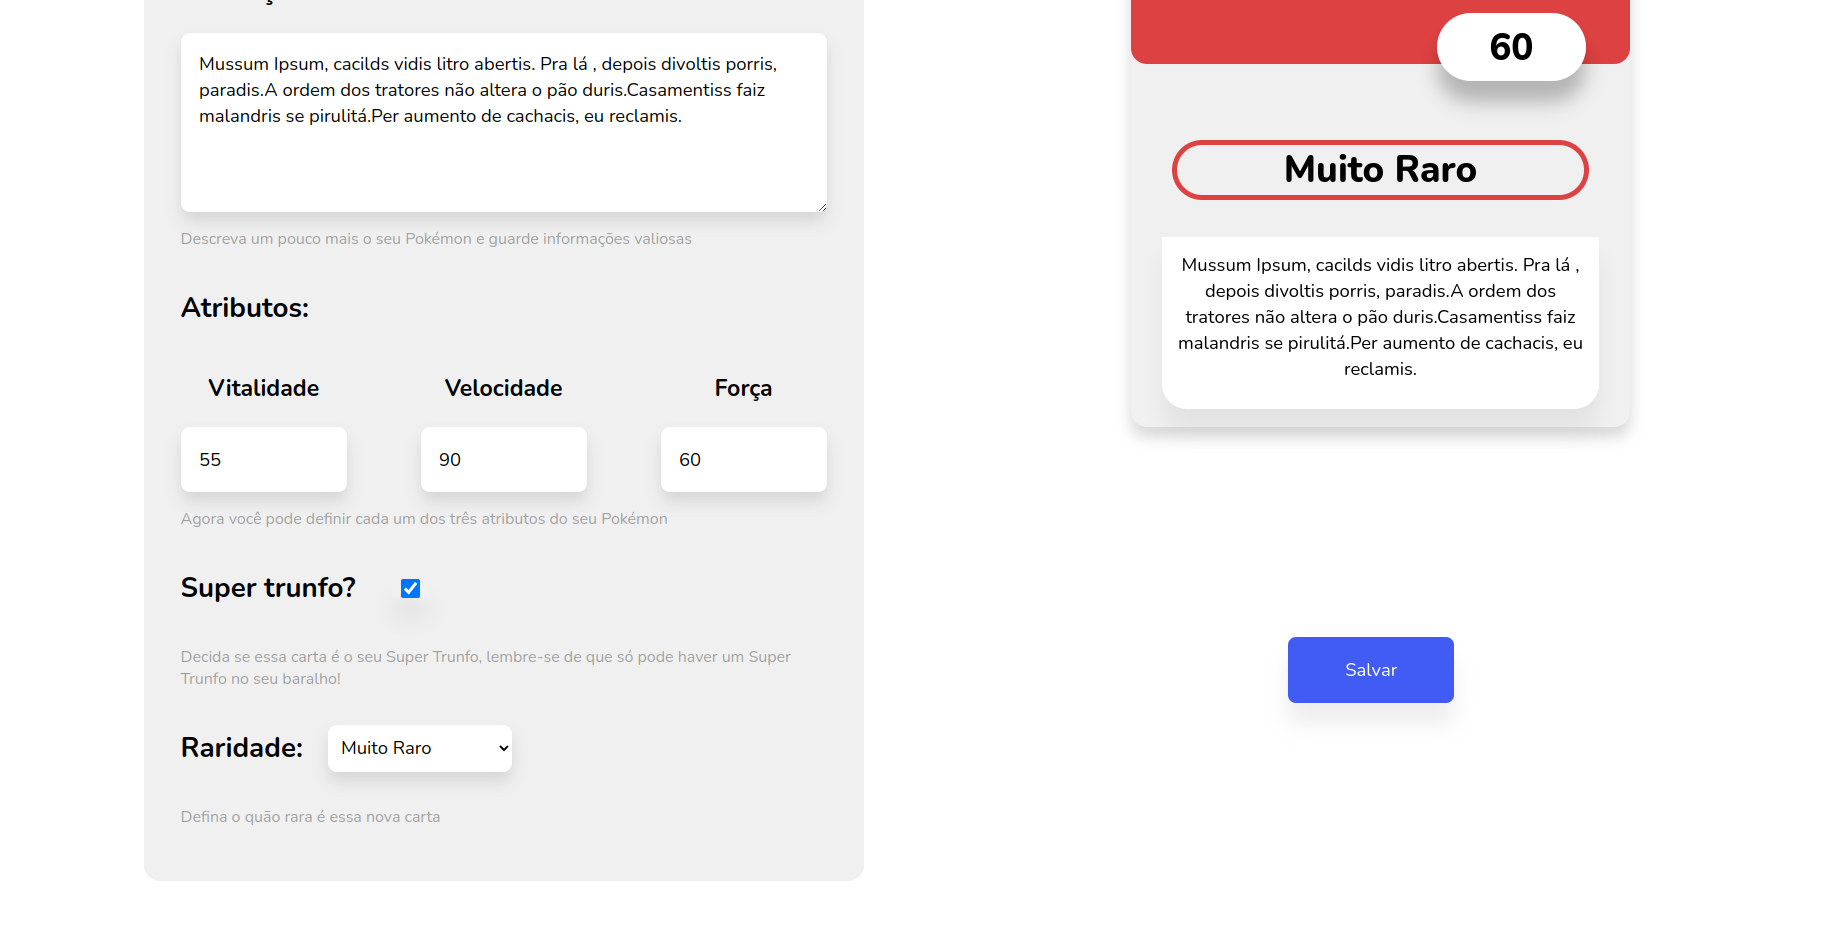 Mussum Ipsum, cacilds vidis litro abertis. Pra lá , depois divoltis porris,
paradis.A ordem dos tratores não altera o pão duris.Casamentiss faiz
malandris se pirulitá.Per aumento de cachacis, eu reclamis.
Descreva um pouco mais o seu Pokémon e guarde informações valiosas
Atributos:
Vitalidade
Velocidade
Força
55
90
60
Agora você pode definir cada um dos três atributos do seu Pokémon
Super trunfo?
Decida se essa carta é o seu Super Trunfo, lembre-se de que só pode haver um Super
Trunfo no seu baralho!
Raridade:
Muito Raro
Defina o quão rara é essa nova carta
60
Muito Raro
Mussum Ipsum, cacilds vidis litro abertis. Pra lá ,
depois divoltis porris, paradis.A ordem dos
tratores não altera o pão duris.Casamentiss faiz
malandris se pirulitá.Per aumento de cachacis, eu
reclamis.
Salvar